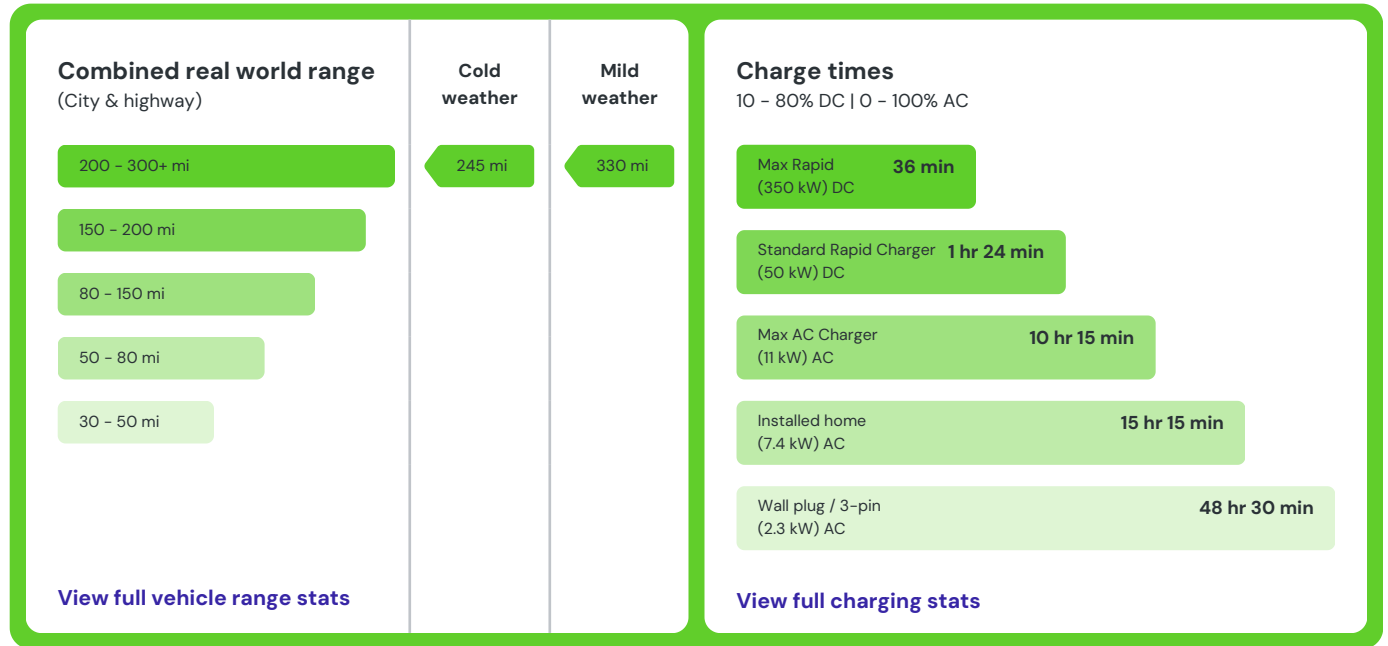 Combined real world range
(City & highway)
Cold
weather
Mild
weather
200 - 300+ mi
245 mi
330 mi
150 - 200 mi
80 - 150 mi
50 - 80 mi
30 - 50 mi
View full vehicle range stats
Charge times
10 - 80% DC | 0 - 100% AC
Max Rapid
(350 kW) DC
36 min
Standard Rapid Charger
(50 kW) DC
1 hr 24 min
Max AC Charger
(11 kW) AC
10 hr 15 min
Installed home
(7.4 kW) AC
15 hr 15 min
Wall plug / 3-pin
(2.3 kW) AC
48 hr 30 min
View full charging stats